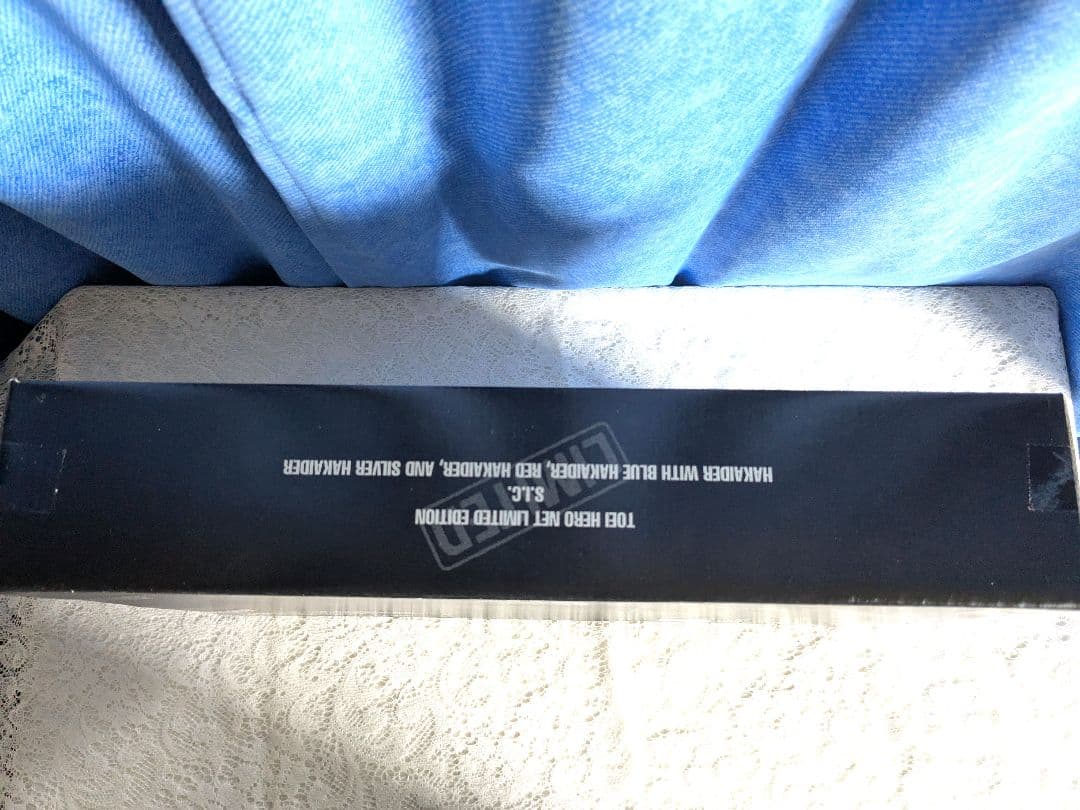 TOEI HERO NET LIMITED EDITION
S.I.C.
HAKAIDER WITH BLUE HAKAIDER, RED HAKAIDER, AND SILVER HAKAIDER
LIMITED